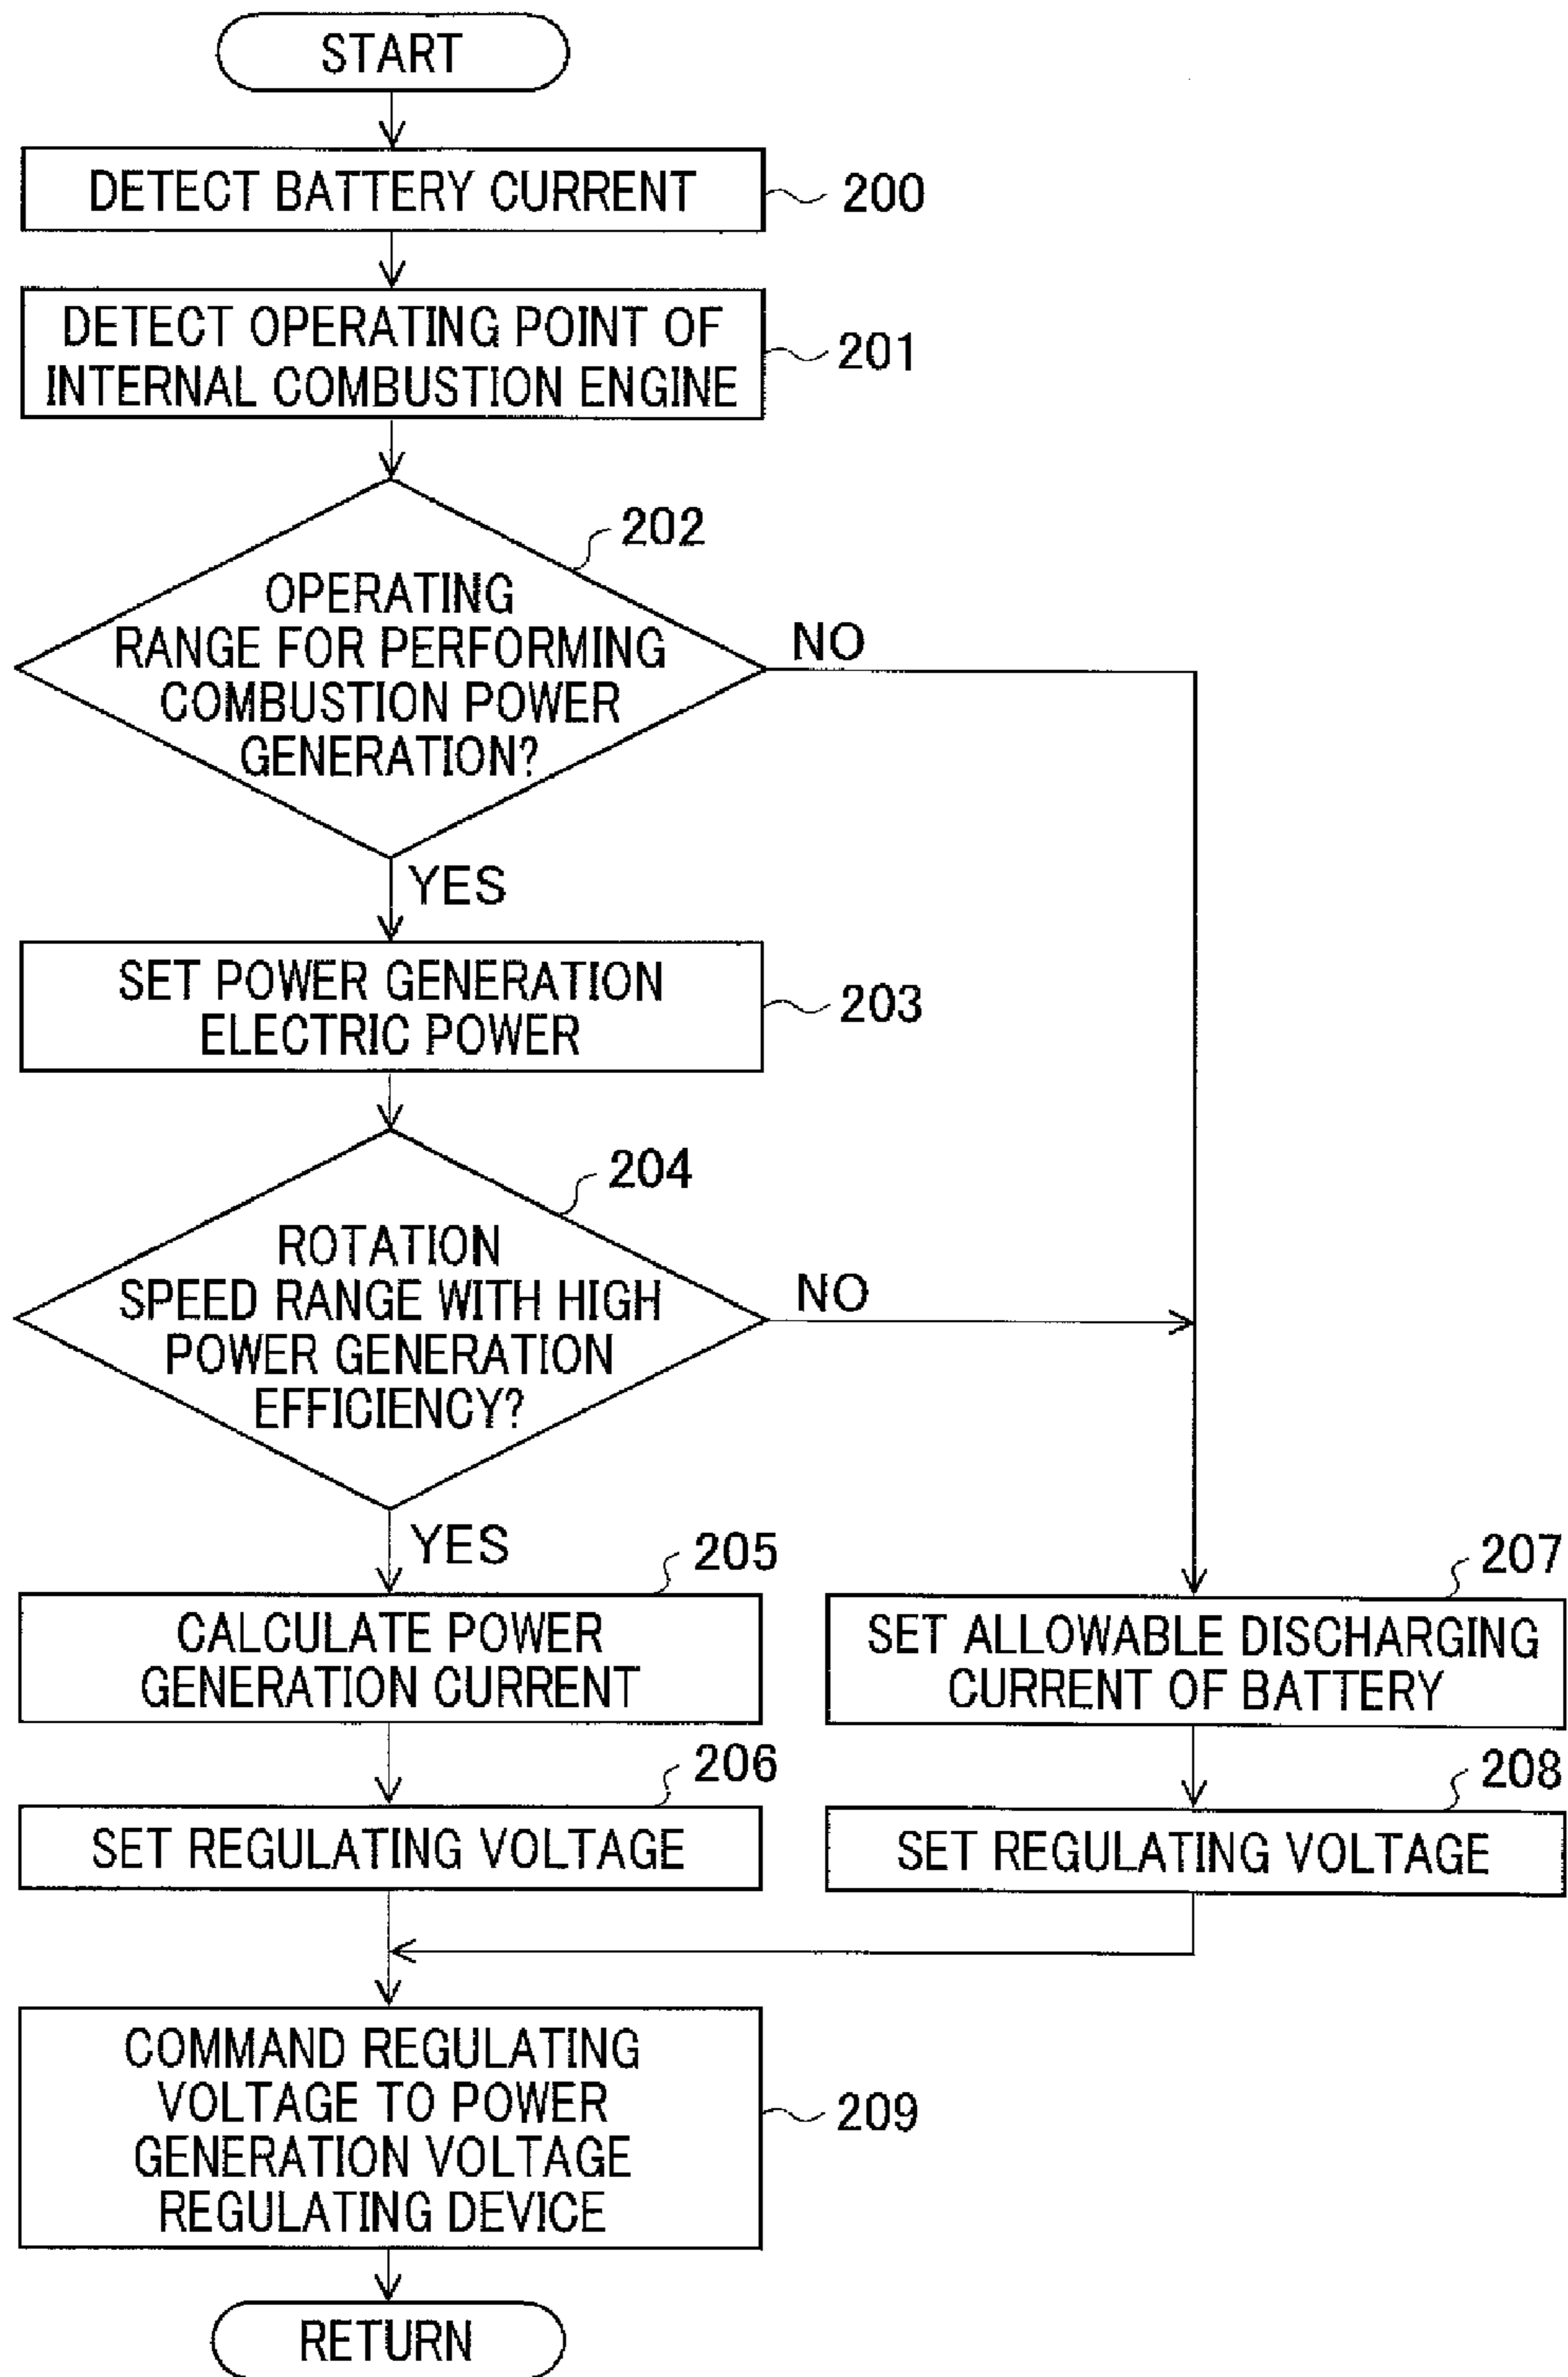 START
DETECT BATTERY CURRENT
200
DETECT OPERATING POINT OF
INTERNAL COMBUSTION ENGINE
201
202
OPERATING
RANGE FOR PERFORMING
COMBUSTION POWER
GENERATION?
NO
YES
SET POWER GENERATION
ELECTRIC POWER
203
204
ROTATION
SPEED RANGE WITH HIGH
POWER GENERATION
EFFICIENCY?
NO
YES
205
CALCULATE POWER
GENERATION CURRENT
207
SET ALLOWABLE DISCHARGING
CURRENT OF BATTERY
206
SET REGULATING VOLTAGE
208
SET REGULATING VOLTAGE
COMMAND REGULATING
VOLTAGE TO POWER
GENERATION VOLTAGE
REGULATING DEVICE
209
RETURN